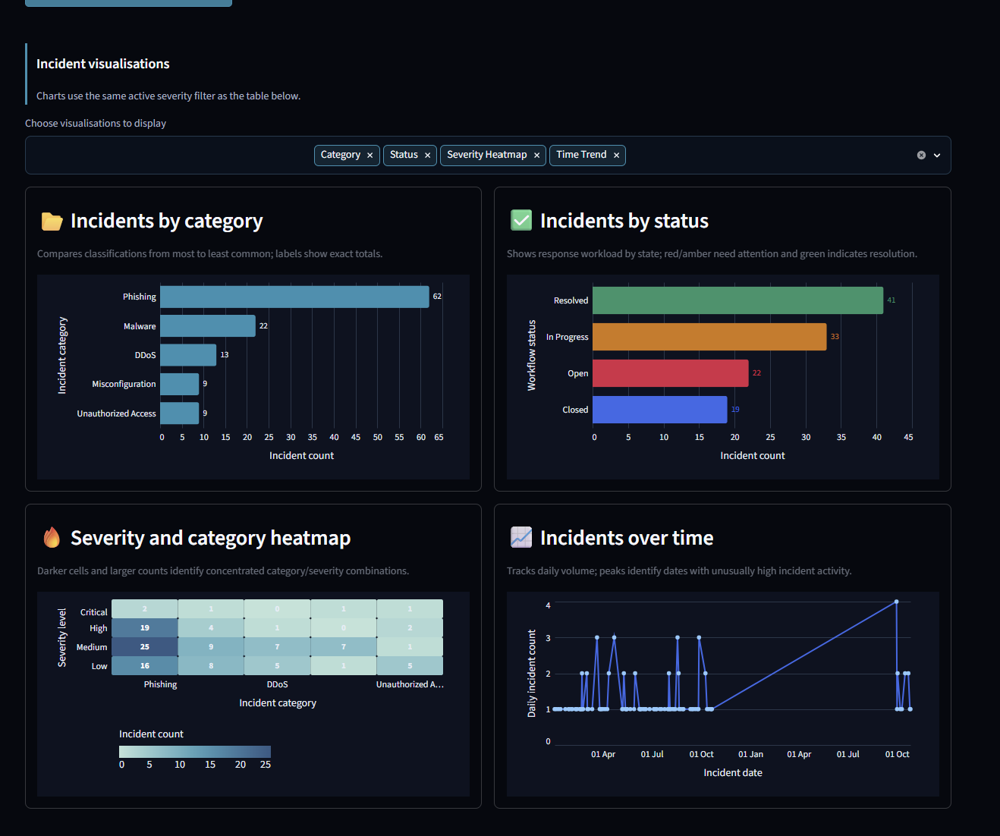 Incident visualisations
Charts use the same active severity filter as the table below.
Choose visualisations to display
Category × Status × Severity Heatmap × Time Trend ×
Incidents by category
Compares classifications from most to least common; labels show exact totals.
Incident category
Phishing 62
Malware 22
DDoS 13
Misconfiguration 9
Unauthorized Access 9
0 5 10 15 20 25 30 35 40 45 50 55 60 65
Incident count
Incidents by status
Shows response workload by state; red/amber need attention and green indicates resolution.
Workflow status
Resolved 41
In Progress 33
Open 22
Closed 19
0 5 10 15 20 25 30 35 40 45
Incident count
Severity and category heatmap
Darker cells and larger counts identify concentrated category/severity combinations.
Severity level
Critical 2 1 0 1 1
High 19 4 1 0 2
Medium 25 9 7 7 1
Low 16 8 5 1 5
Phishing DDoS Unauthorized A...
Incident category
Incident count
0 5 10 15 20 25
Incidents over time
Tracks daily volume; peaks identify dates with unusually high incident activity.
Daily incident count
4
3
2
1
0
01 Apr 01 Jul 01 Oct 01 Jan 01 Apr 01 Jul 01 Oct
Incident date